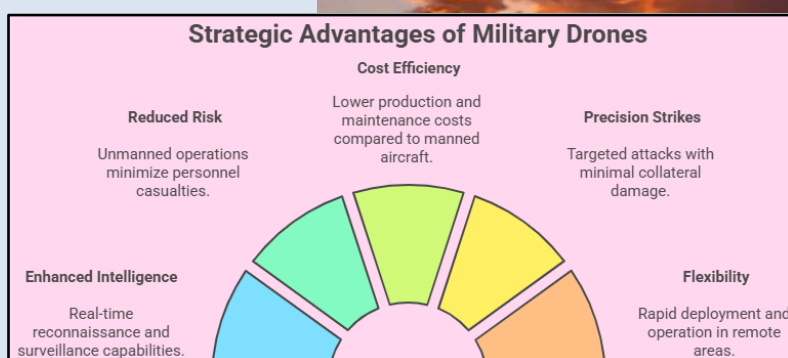 Strategic Advantages of Military Drones
Cost Efficiency
Lower production and
maintenance costs
compared to manned
aircraft.
Reduced Risk
Unmanned operations
minimize personnel
casualties.
Precision Strikes
Targeted attacks with
minimal collateral
damage.
Enhanced Intelligence
Real-time
reconnaissance and
surveillance capabilities.
Flexibility
Rapid deployment and
operation in remote
areas.